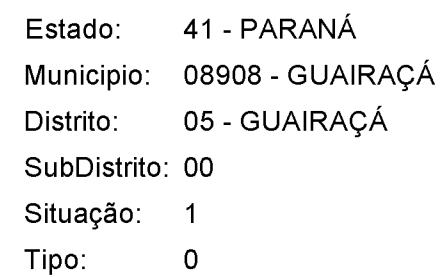 Estado: 41 - PARANÁ
Municipio: 08908 - GUAIRAÇÁ
Distrito: 05 - GUAIRAÇÁ
SubDistrito: 00
Situação: 1
Tipo: 0